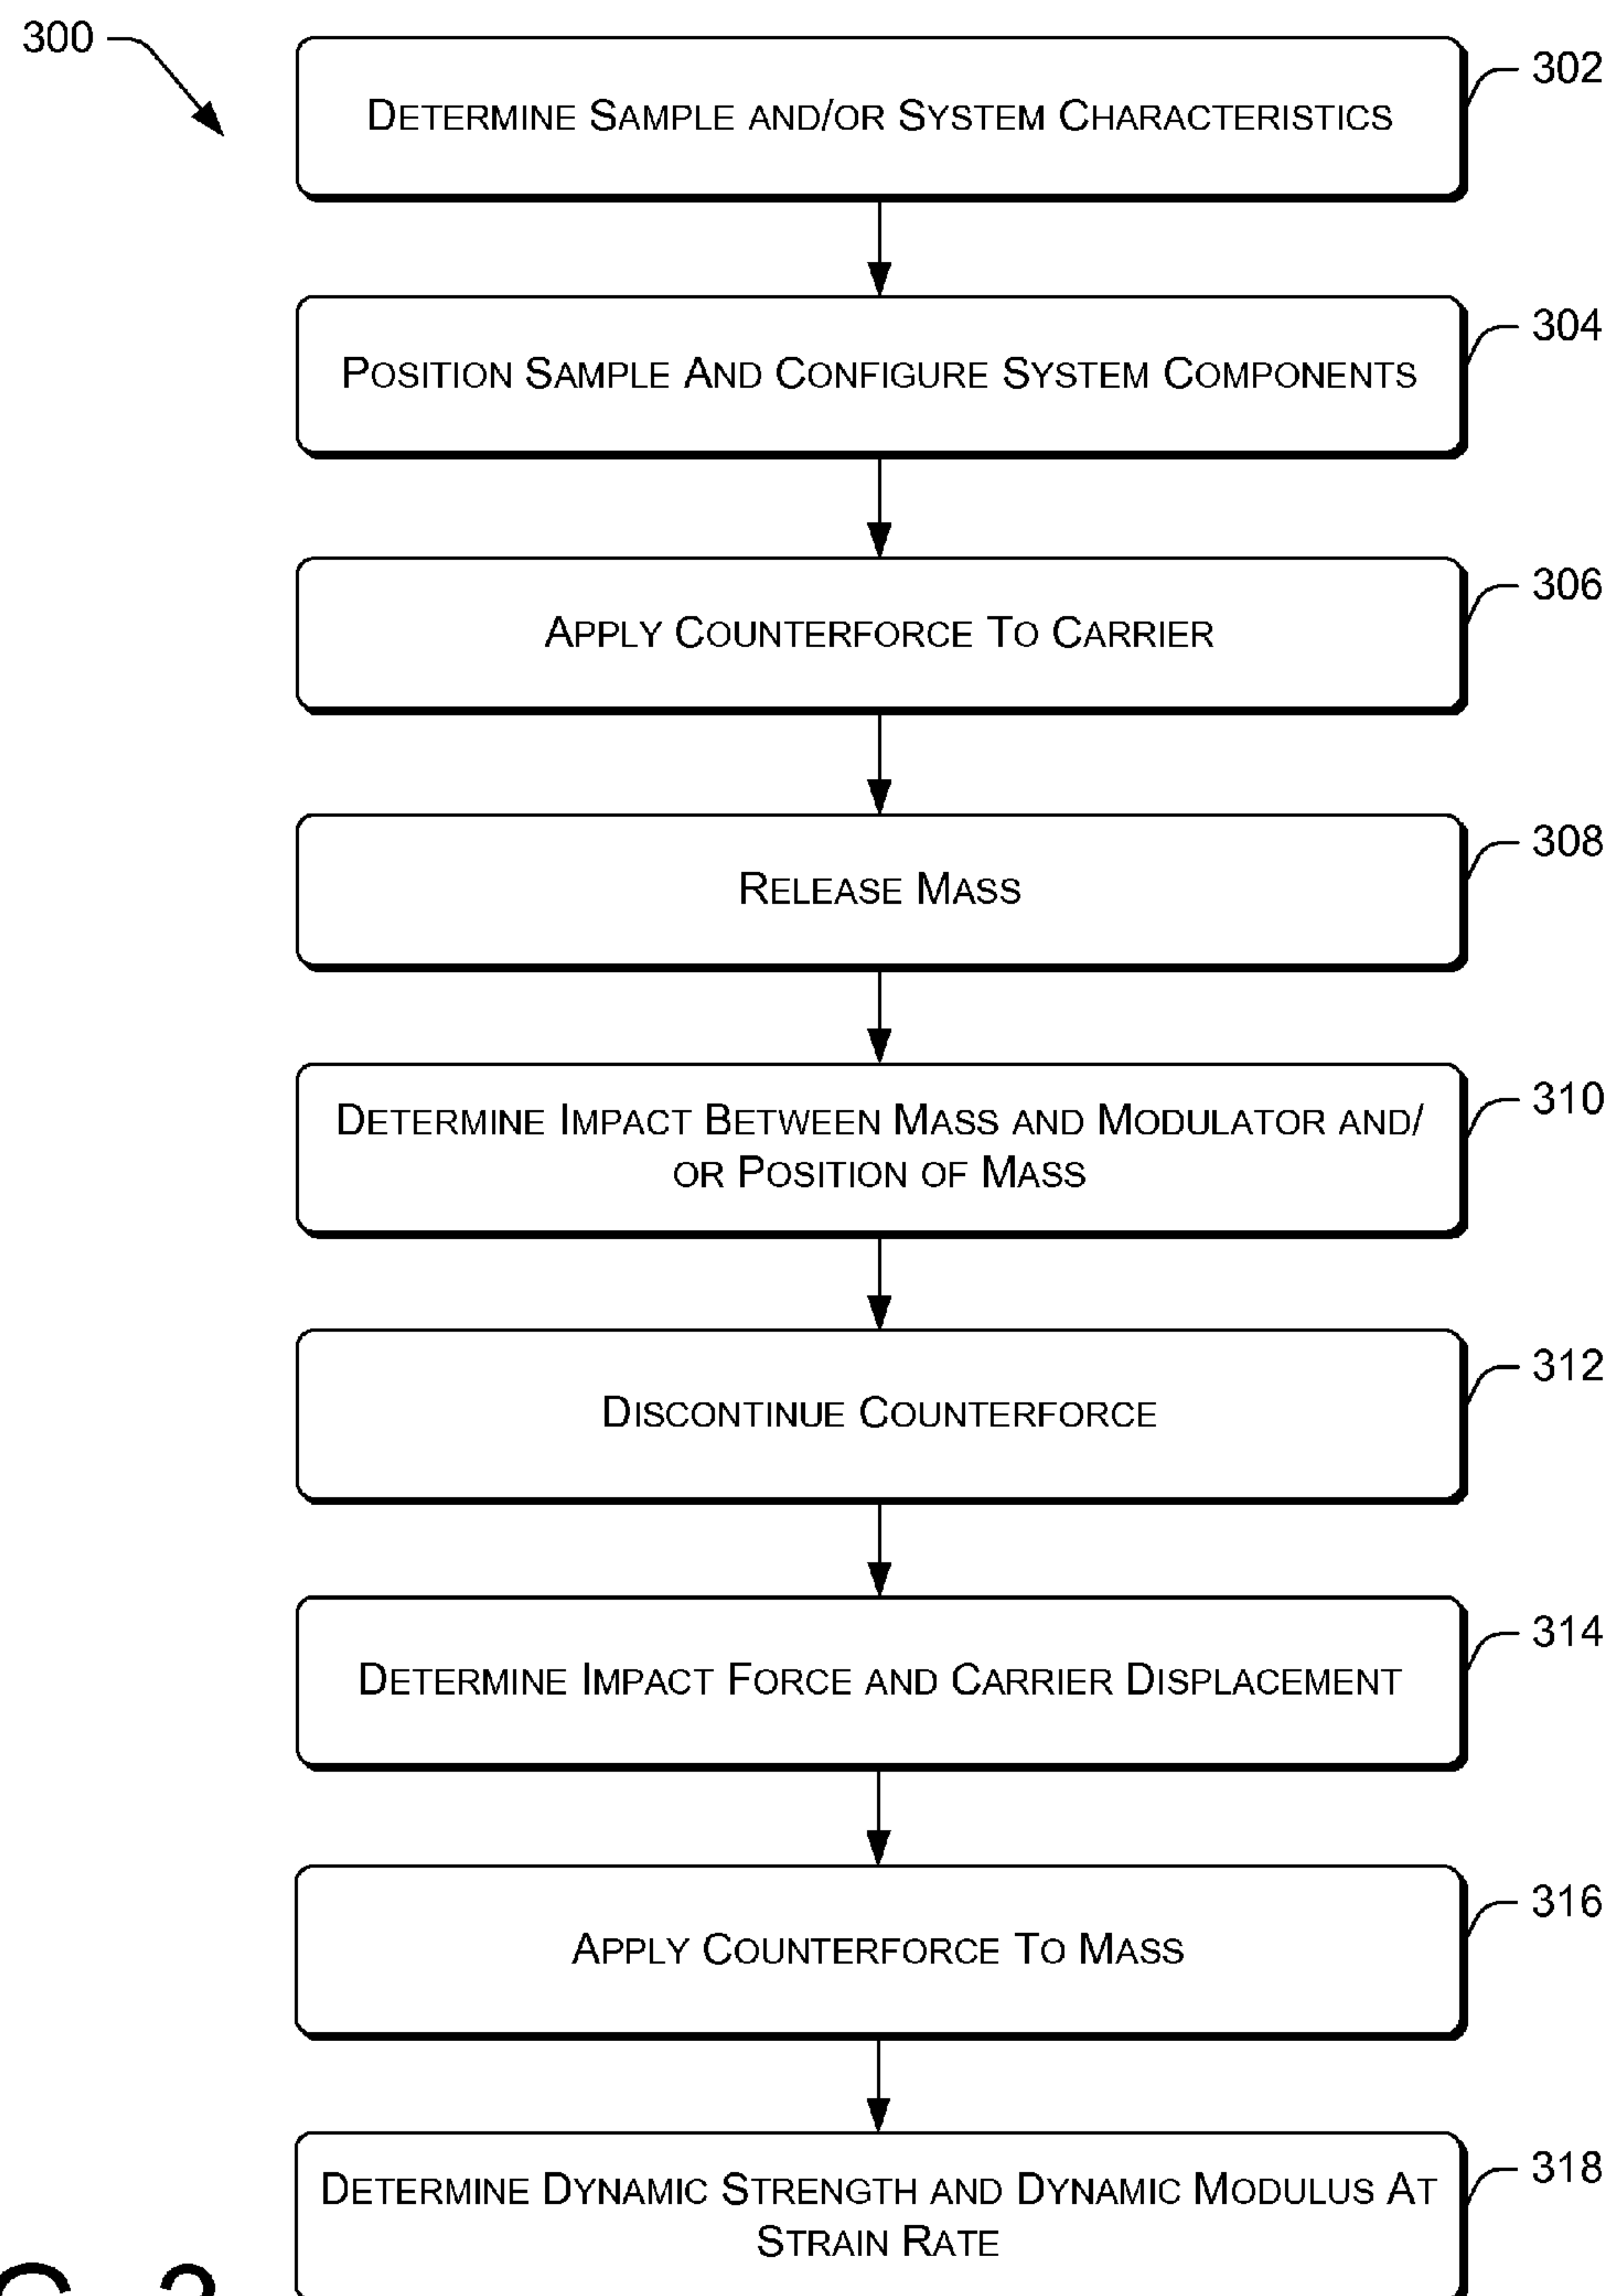 300
DETERMINE SAMPLE AND/OR SYSTEM CHARACTERISTICS
302
POSITION SAMPLE AND CONFIGURE SYSTEM COMPONENTS
304
APPLY COUNTERFORCE TO CARRIER
306
RELEASE MASS
308
DETERMINE IMPACT BETWEEN MASS AND MODULATOR AND/
OR POSITION OF MASS
310
DISCONTINUE COUNTERFORCE
312
DETERMINE IMPACT FORCE AND CARRIER DISPLACEMENT
314
APPLY COUNTERFORCE TO MASS
316
DETERMINE DYNAMIC STRENGTH AND DYNAMIC MODULUS AT
STRAIN RATE
318